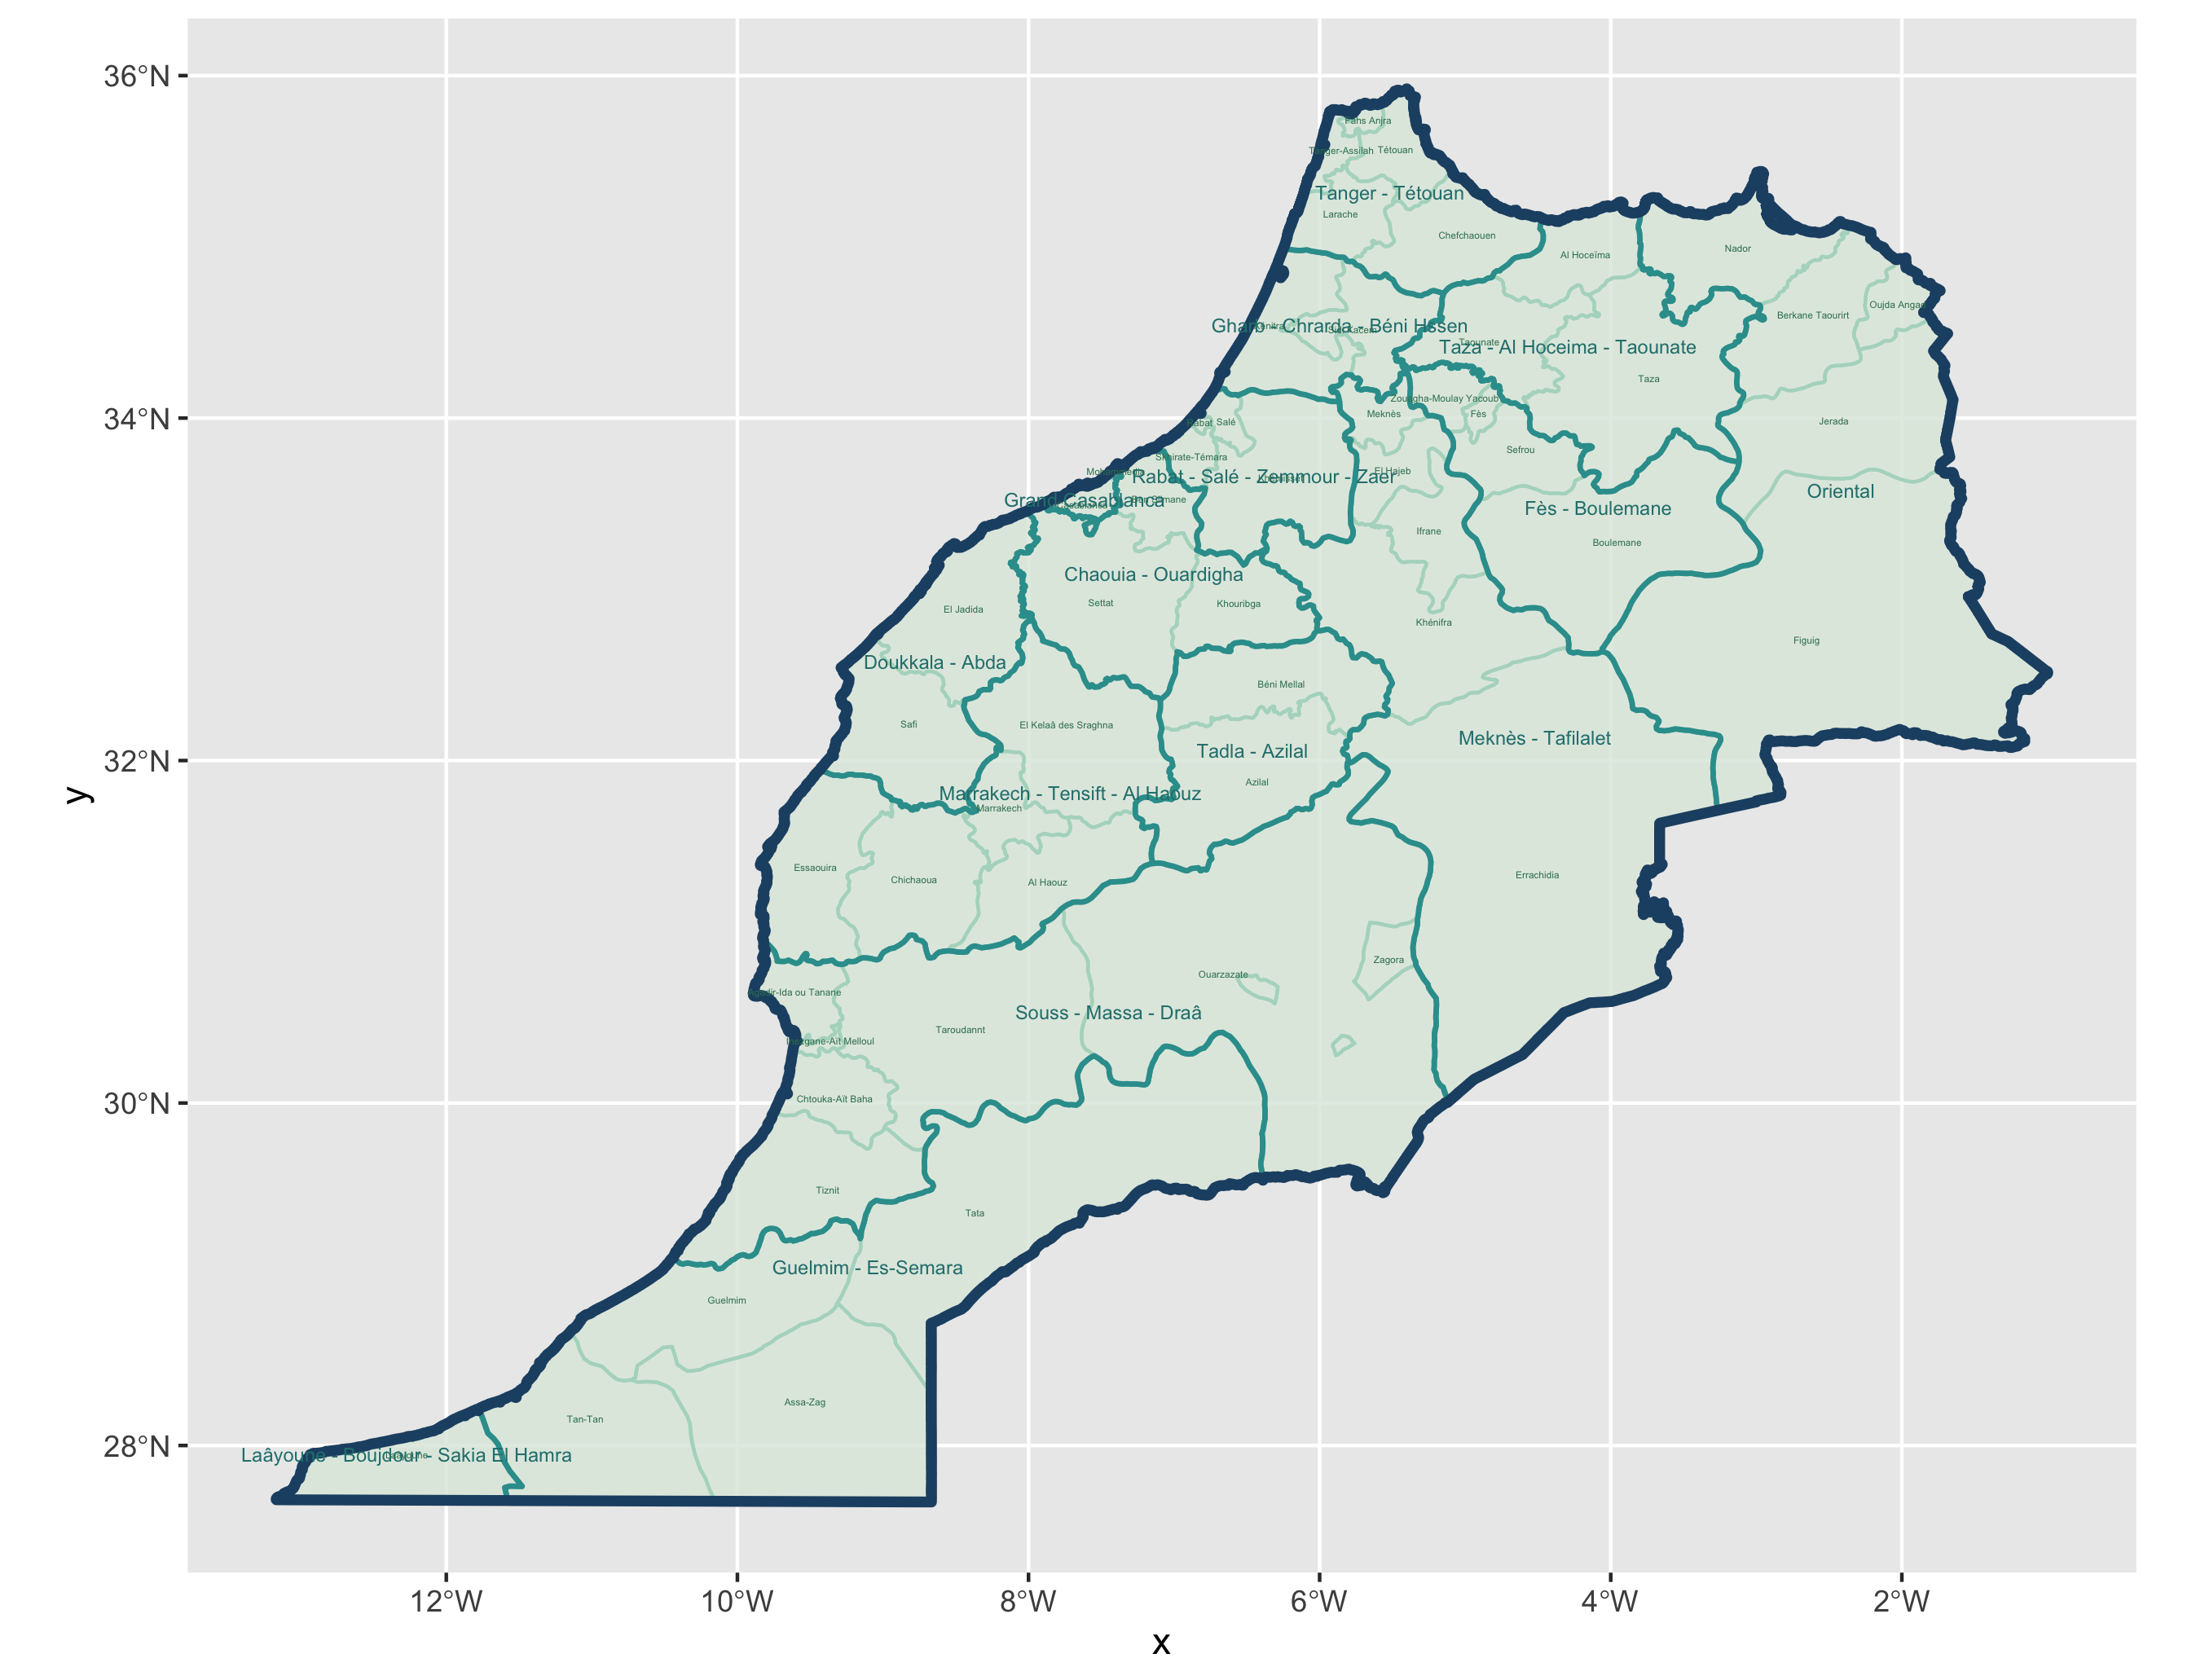 36°N
34°N
32°N
30°N
28°N
y
Fahs Anjra
Tanger-Assilah
Tétouan
Tanger - Tétouan
Larache
Chefchaouen
Al Hoceïma
Nador
Oujda Angad
Berkane Taourirt
Gharb - Chrarda - Béni Hssen
Kénitra
Sidi Kacem
Taounate
Taza - Al Hoceima - Taounate
Taza
Zouagha-Moulay Yacoub
Meknès
Fès
Rabat
Salé
Jerada
Sefrou
Skhirate-Témara
Mohammedia
El Hajeb
Rabat - Salé - Zemmour - Zaer
Oriental
Grand Casablanca
Casablanca
Ben Slimane
Fès - Boulemane
Ifrane
Boulemane
Chaouia - Ouardigha
Settat
Khouribga
El Jadida
Khénifra
Figuig
Doukkala - Abda
Béni Mellal
Safi
El Kelaâ des Sraghna
Meknès - Tafilalet
Tadla - Azilal
Azilal
Marrakech - Tensift - Al Haouz
Marrakech
Essaouira
Chichaoua
Al Haouz
Errachidia
Zagora
Ouarzazate
Agadir-Ida ou Tanane
Souss - Massa - Draâ
Taroudannt
Inezgane-Aït Melloul
Chtouka-Aït Baha
Tiznit
Tata
Guelmim - Es-Semara
Guelmim
Assa-Zag
Tan-Tan
Laâyoune - Boujdour - Sakia El Hamra
Laâyoune
12°W
10°W
8°W
6°W
4°W
2°W
x